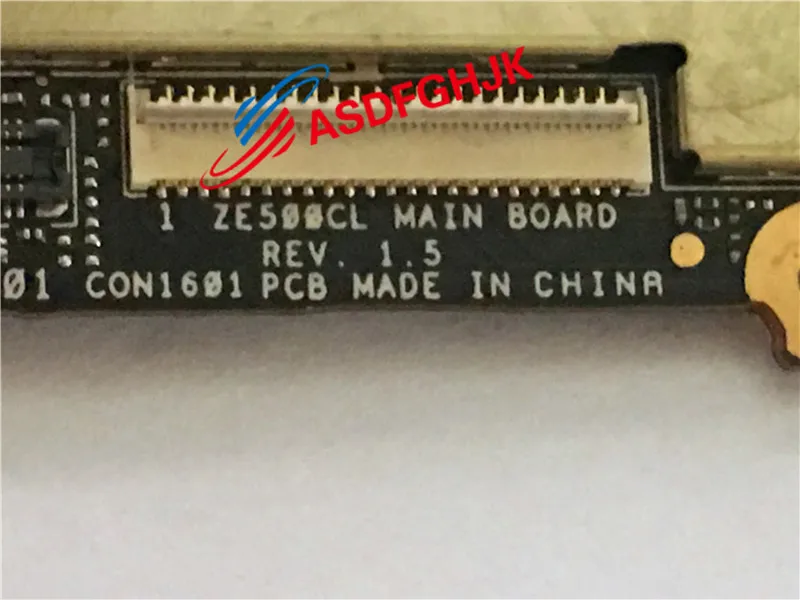 ASDFGHJK
1 ZE500CL MAIN BOARD
REV. 1.5
01 CON1601 PCB MADE IN CHINA